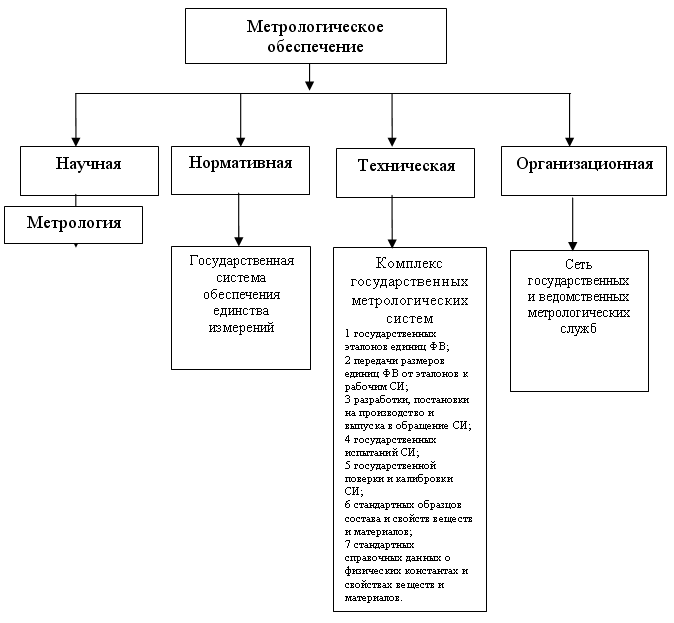 Метрологическое
обеспечение
Научная
Нормативная
Техническая
Организационная
Метрология
Государственная
система
обеспечения
единства
измерений
Комплекс
государственных
метрологических
систем
1 государственных
эталонов единиц ФВ;
2 передачи размеров
единиц ФВ от эталонов к
рабочим СИ;
3 разработки, постановки
на производство и
выпуска в обращение СИ;
4 государственных
испытаний СИ;
5 государственной
поверки и калибровки
СИ;
6 стандартных образцов
состава и свойств веществ
и материалов;
7 стандартных
справочных данных о
физических константах и
свойствах веществ и
материалов.
Сеть
государственных
и ведомственных
метрологических
служб